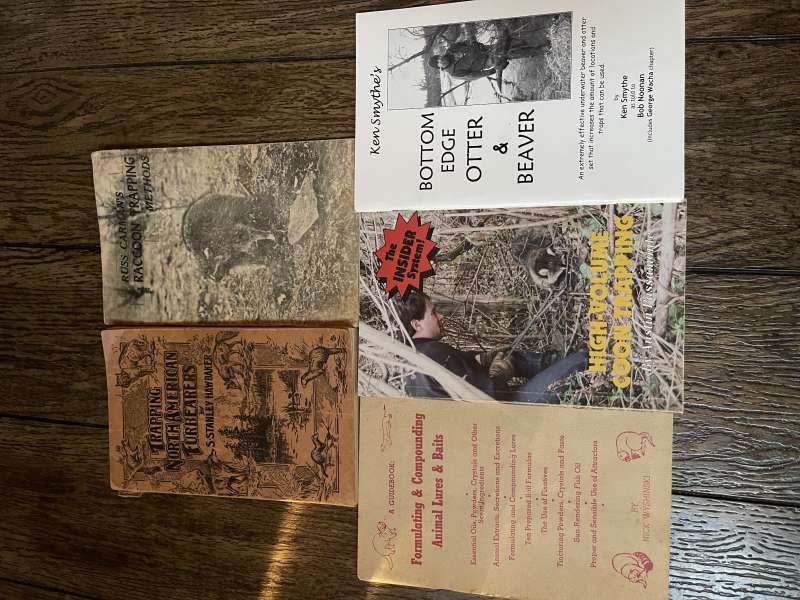 RUSS CARMAN'S
RACCOON TRAPPING
METHODS
TRAPPING
NORTH AMERICAN
FURBEARERS
by
S. STANLEY HAWBAKER
Ken Smythe's
BOTTOM
EDGE
OTTER
&
BEAVER
An extremely effective underwater beaver and otter
set that increases the amount of locations and
traps that can be used.
by
Ken Smythe
as told to
Bob Noonan
(Includes George Wacha chapter)
The
INSIDER
System!
HIGH-VOLUME
COON TRAPPING
by Austin Passamonte
A GUIDEBOOK:
Formulating & Compounding
Animal Lures & Baits
Essential Oils, Powders, Crystals and Other
Scent Ingredients
Animal Extracts, Secretions and Excretions
Formulating and Compounding Lures
Ten Prepared Bait Formulas
The Use of Fixatives
Tincturing Powders, Crystals and Pastes
Sun-Rendering Fish Oil
Proper and Sensible Use of Attractors
BY
NICK WYSHINSKI